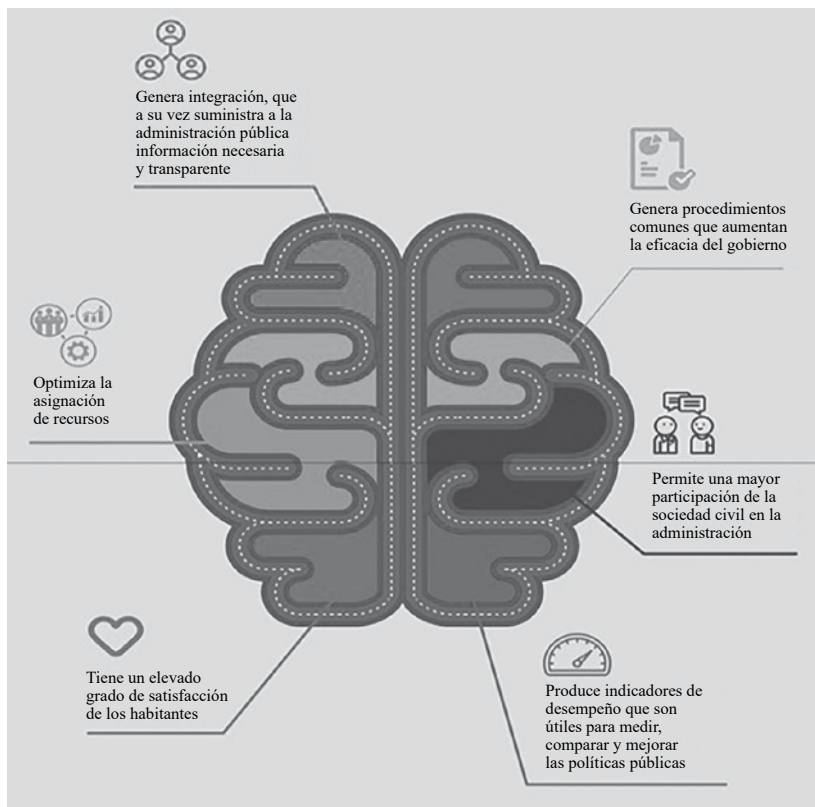 Genera integración, que
a su vez suministra a la
administración pública
información necesaria
y transparente
Genera procedimientos
comunes que aumentan
la eficacia del gobierno
Optimiza la
asignación
de recursos
Permite una mayor
participación de la
sociedad civil en la
administración
Tiene un elevado
grado de satisfacción
de los habitantes
Produce indicadores de
desempeño que son
útiles para medir,
comparar y mejorar
las políticas públicas